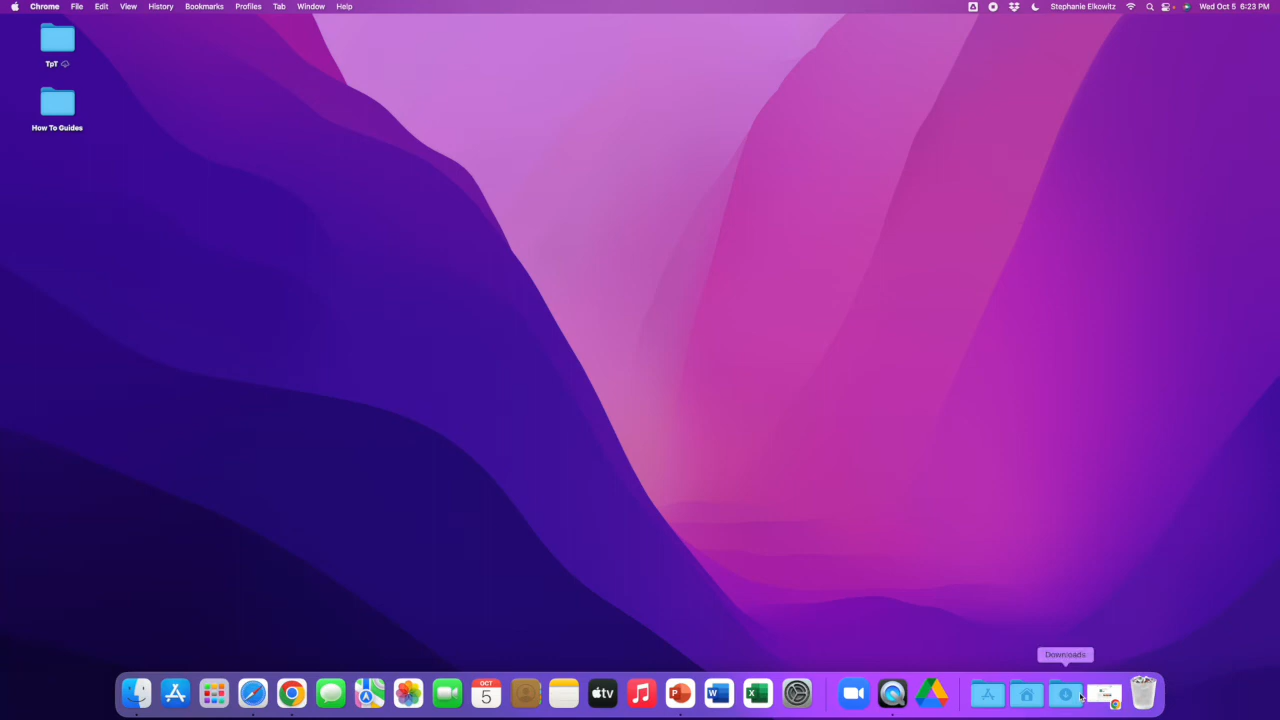 Chrome File Edit View History Bookmarks Profiles Tab Window Help Stephanie Elkowitz Wed Oct 5 6:23 PM
TpT
How To Guides
Downloads
OCT
5
tv
P
W
X